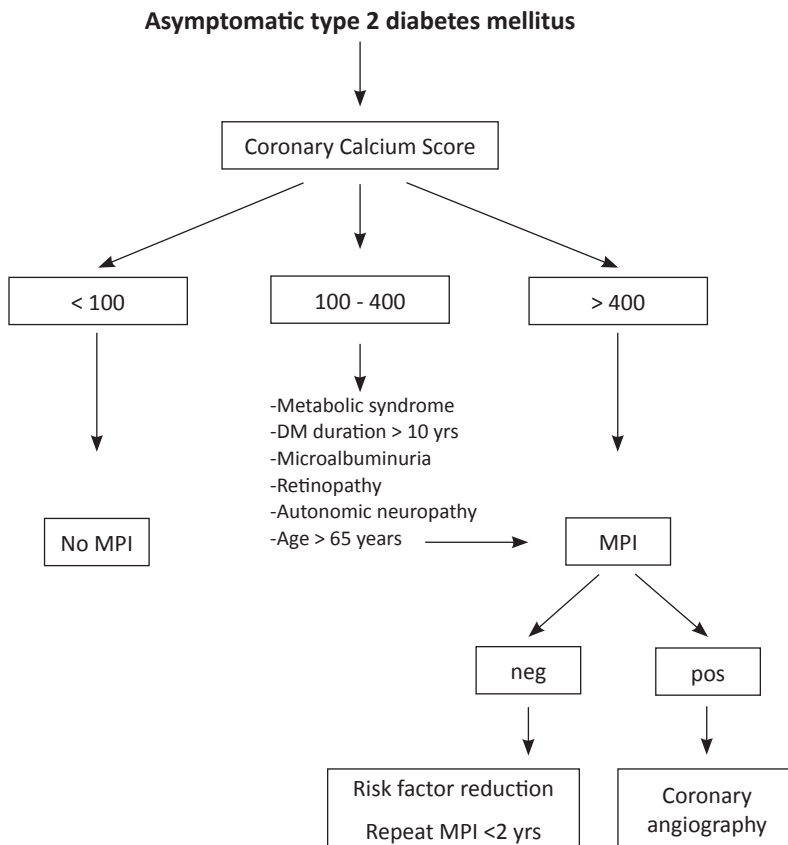 Asymptomatic type 2 diabetes mellitus
Coronary Calcium Score
< 100
100 - 400
> 400
-Metabolic syndrome
-DM duration > 10 yrs
-Microalbuminuria
-Retinopathy
-Autonomic neuropathy
-Age > 65 years
No MPI
MPI
neg
pos
Risk factor reduction
Repeat MPI <2 yrs
Coronary
angiography